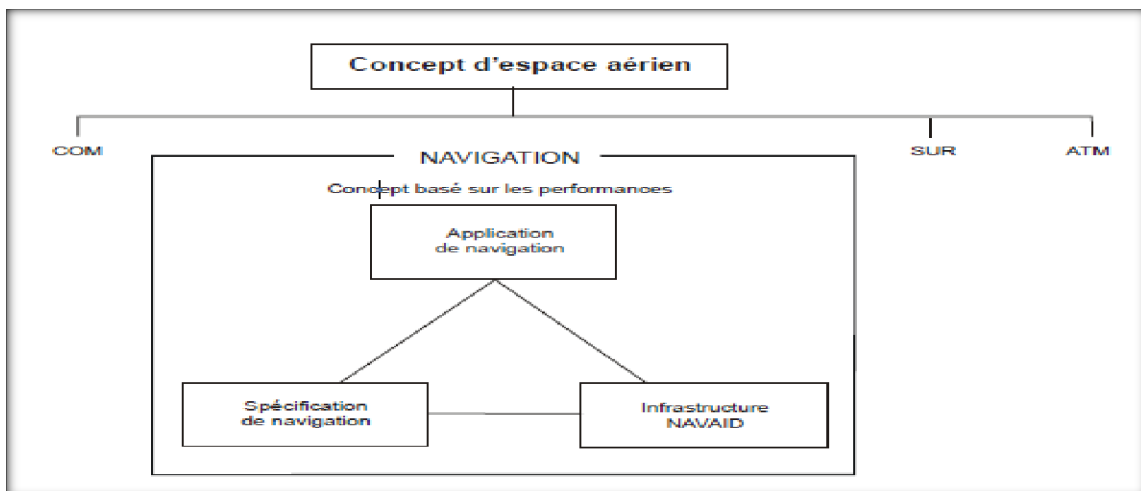 Concept d'espace aérien
COM
NAVIGATION
SUR
ATM
Concept basé sur les performances
Application
de navigation
Spécification
de navigation
Infrastructure
NAVAID